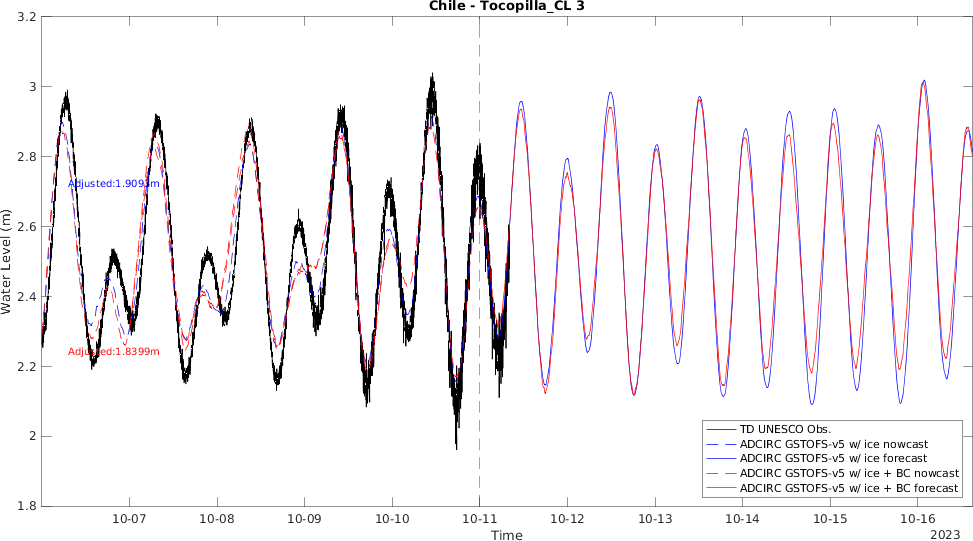 Chile - Tocopilla_CL 3
Water Level (m)
3.2
3
2.8
2.6
2.4
2.2
2
1.8
Adjusted:1.9093m
Adjusted:1.8399m
TD UNESCO Obs.
ADCIRC GSTOFS-v5 w/ ice nowcast
ADCIRC GSTOFS-v5 w/ ice forecast
ADCIRC GSTOFS-v5 w/ ice + BC nowcast
ADCIRC GSTOFS-v5 w/ ice + BC forecast
10-07 10-08 10-09 10-10 10-11 10-12 10-13 10-14 10-15 10-16
Time
2023